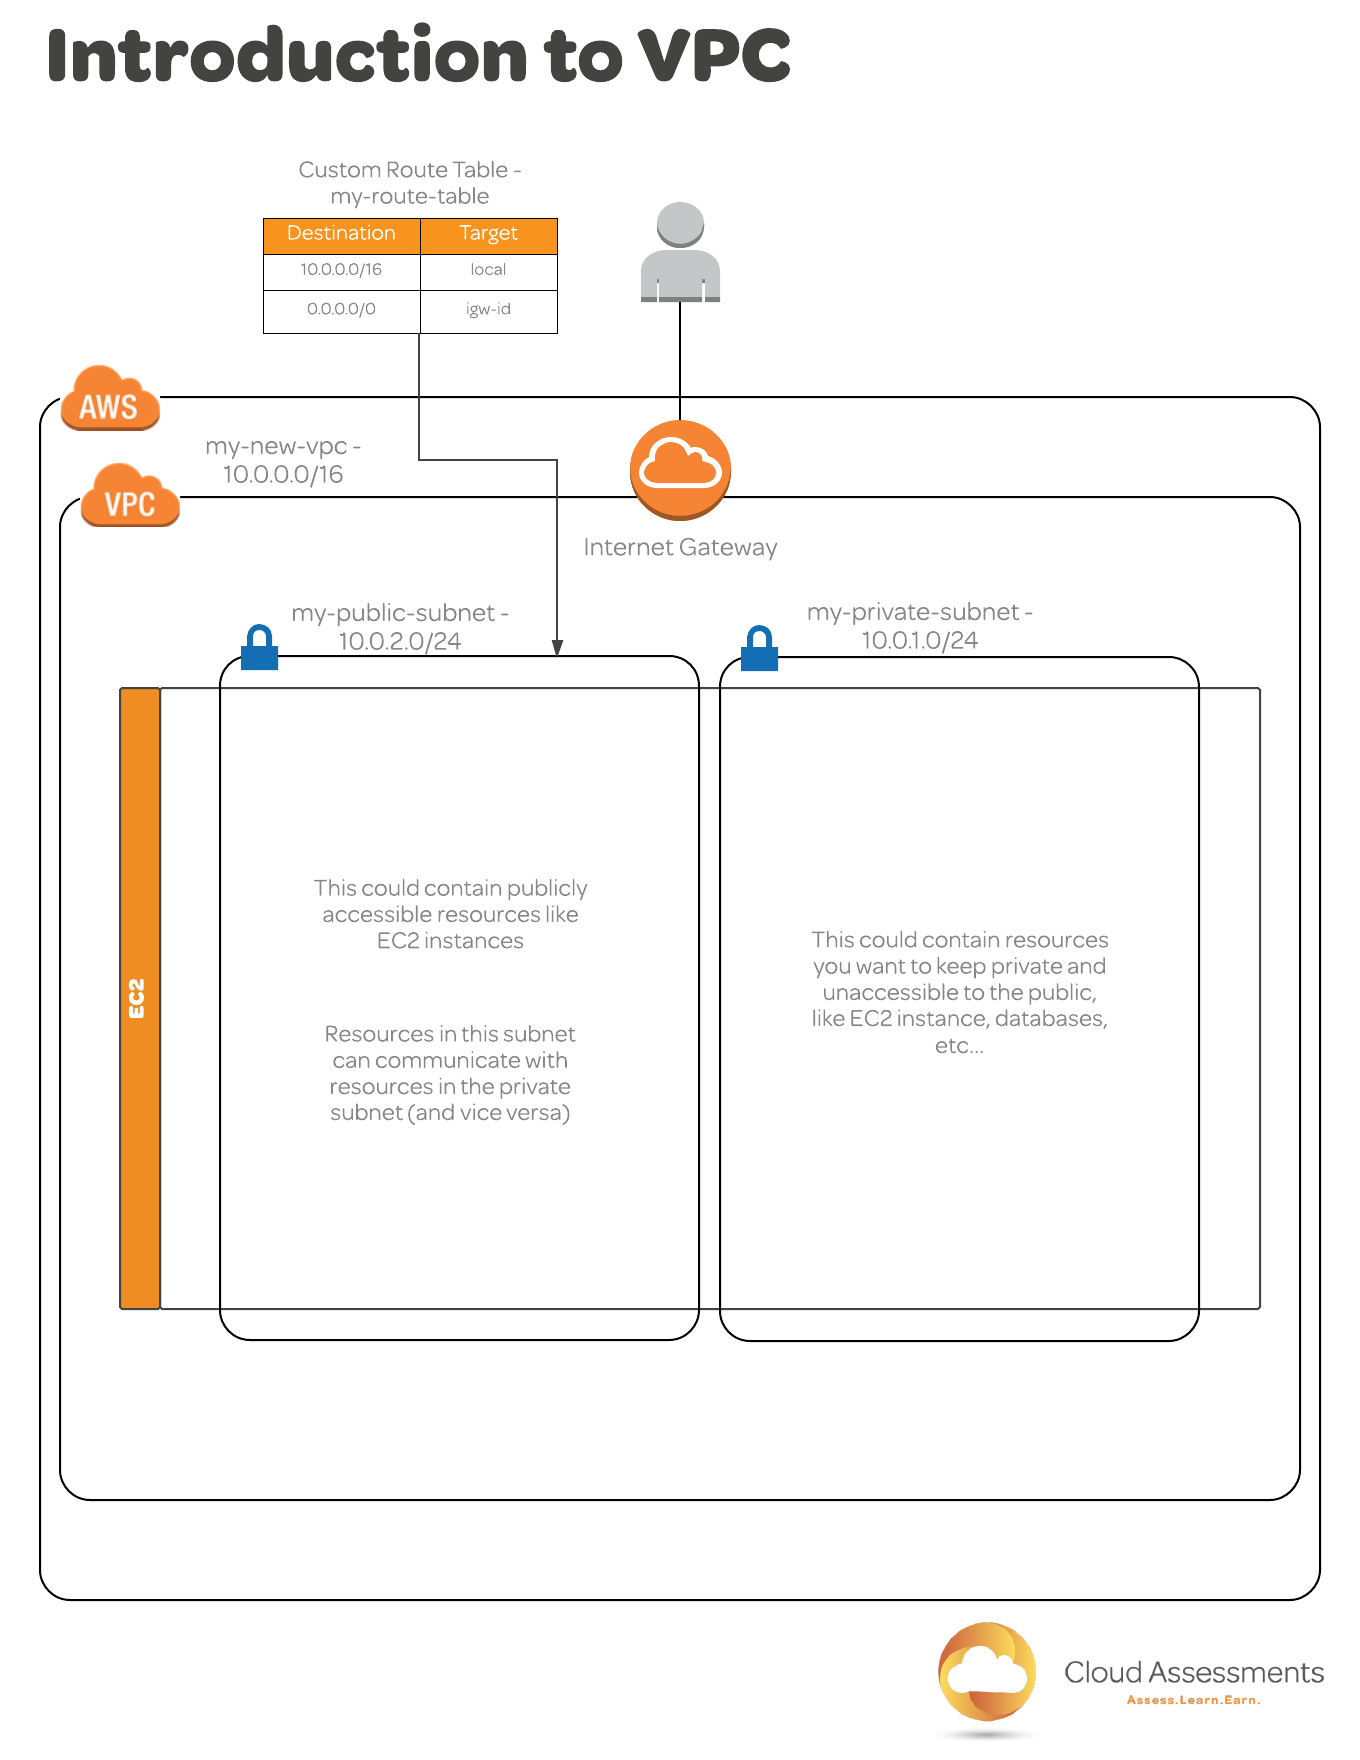 Introduction to VPC
Custom Route Table -
my-route-table
Destination Target
10.0.0.0/16 local
0.0.0.0/0 igw-id
AWS
my-new-vpc -
10.0.0.0/16
VPC
Internet Gateway
my-public-subnet -
10.0.2.0/24
my-private-subnet -
10.0.1.0/24
EC2
This could contain publicly
accessible resources like
EC2 instances
Resources in this subnet
can communicate with
resources in the private
subnet (and vice versa)
This could contain resources
you want to keep private and
unaccessible to the public,
like EC2 instance, databases,
etc...
Cloud Assessments
Assess.Learn.Earn.